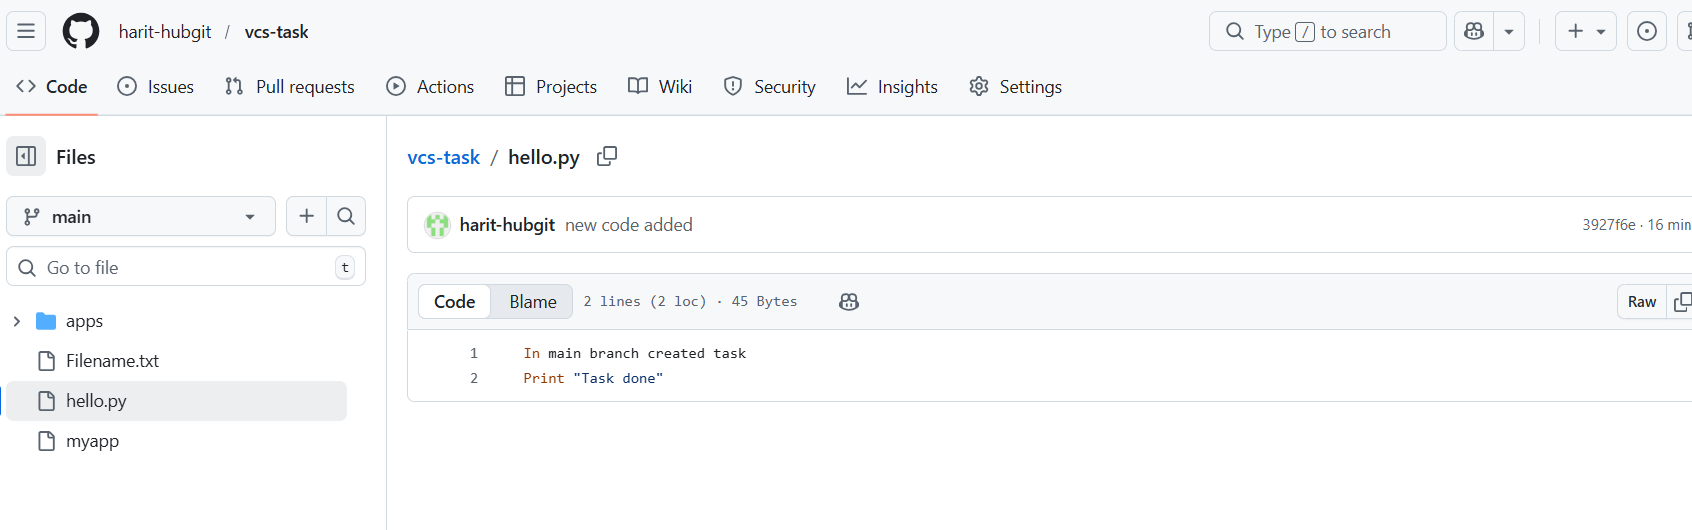 harit-hubgit / vcs-task
Type / to search
Code Issues Pull requests Actions Projects Wiki Security Insights Settings
Files
main
Go to file t
apps
Filename.txt
hello.py
myapp
vcs-task / hello.py
harit-hubgit new code added 3927f6e · 16 min
Code Blame 2 lines (2 loc) · 45 Bytes Raw
1 In main branch created task
2 Print "Task done"